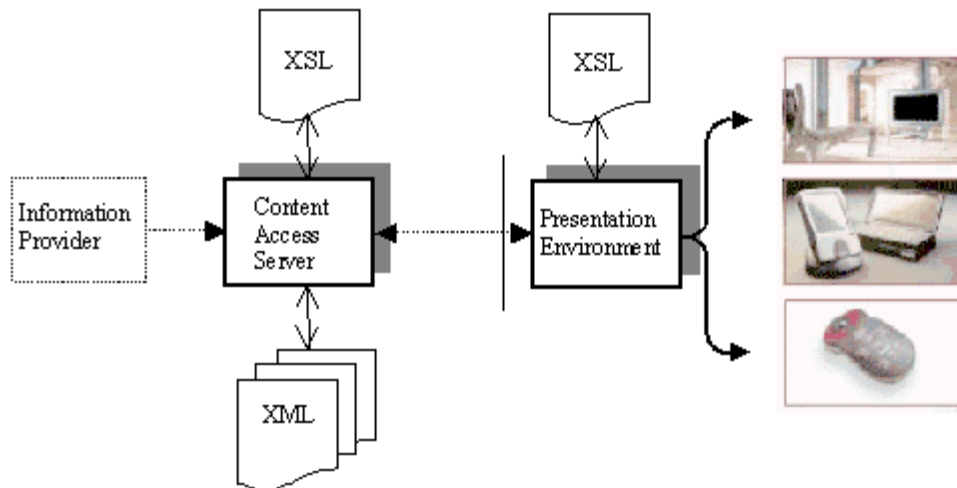 XSL
XSL
Information
Provider
Content
Access
Server
Presentation
Environment
XML